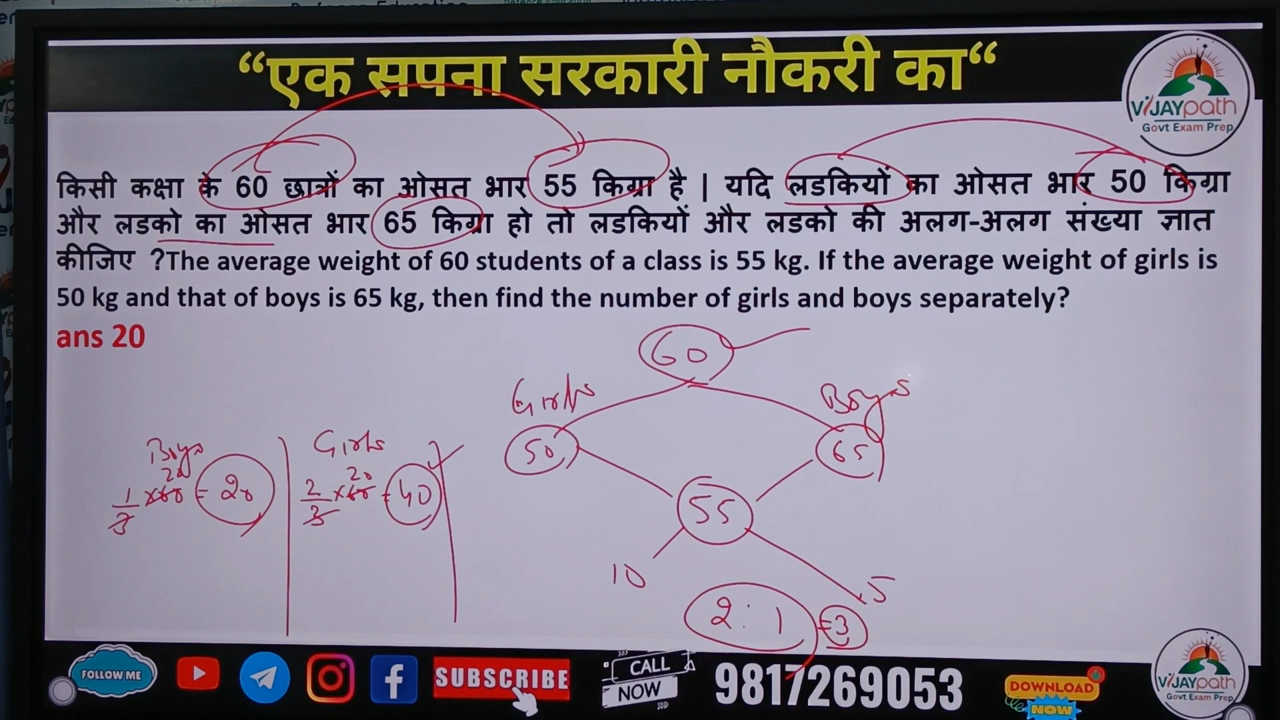 “एक सपना सरकारी नौकरी का“
VIJAYpath
Govt Exam Prep
किसी कक्षा के 60 छात्रों का ओसत भार 55 किग्रा है | यदि लडकियों का ओसत भार 50 किग्रा
और लडको का ओसत भार 65 किग्रा हो तो लडकियों और लडको की अलग-अलग संख्या ज्ञात
कीजिए ?The average weight of 60 students of a class is 55 kg. If the average weight of girls is
50 kg and that of boys is 65 kg, then find the number of girls and boys separately?
ans 20
60
Girls Boys
50 65
55
10 5
2 : 1 = 3
Boys
1/3 × 60 20 = 20
Girls
2/3 × 60 20 = 40
FOLLOW ME
SUBSCRIBE
CALL
NOW
9817269053
DOWNLOAD
NOW
VIJAYpath
Govt Exam Prep